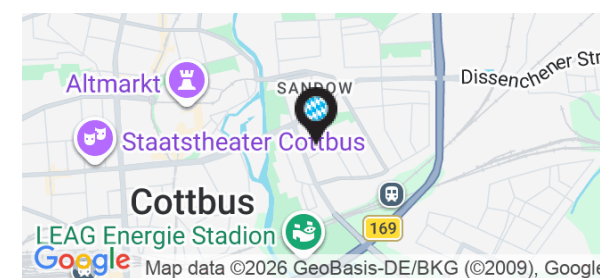 Altmarkt
SANDOW
Dissenchener Str
Staatstheater Cottbus
Cottbus
169
LEAG Energie Stadion
Google
Map data ©2026 GeoBasis-DE/BKG (©2009), Google